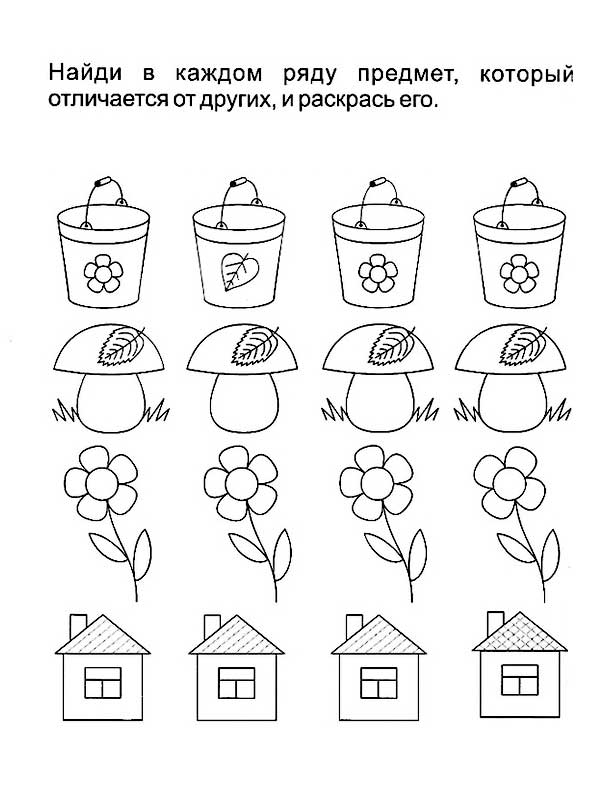 Найди в каждом ряду предмет, который
отличается от других, и раскрась его.